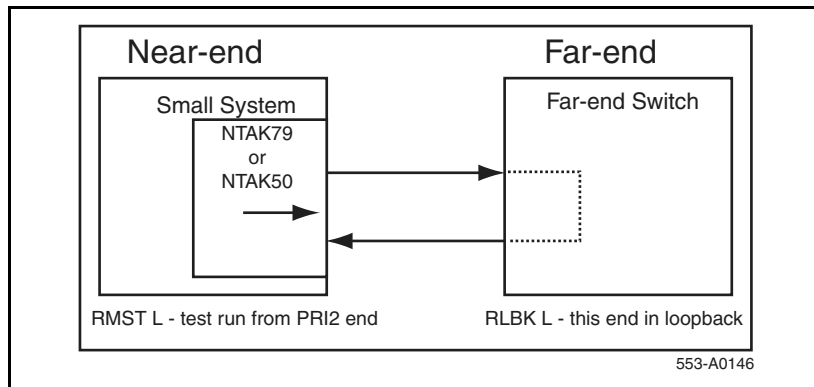 Near-end
Far-end
Small System
Far-end Switch
NTAK79
or
NTAK50
RMST L - test run from PRI2 end
RLBK L - this end in loopback
553-A0146